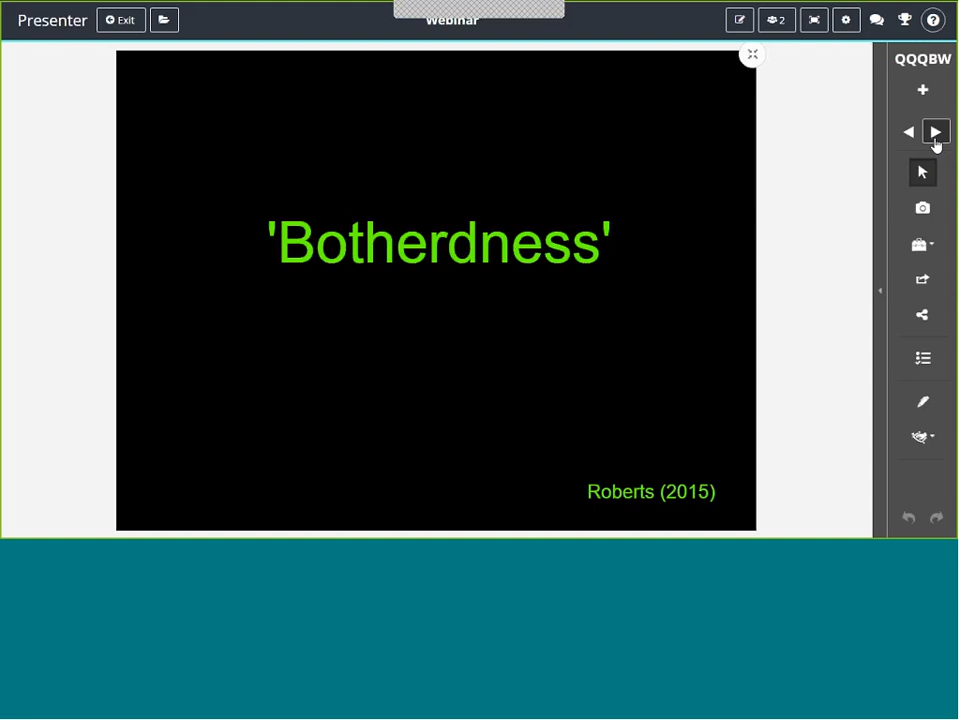 Presenter
Exit
Webinar
2
QQQBW
'Botherdness'
Roberts (2015)